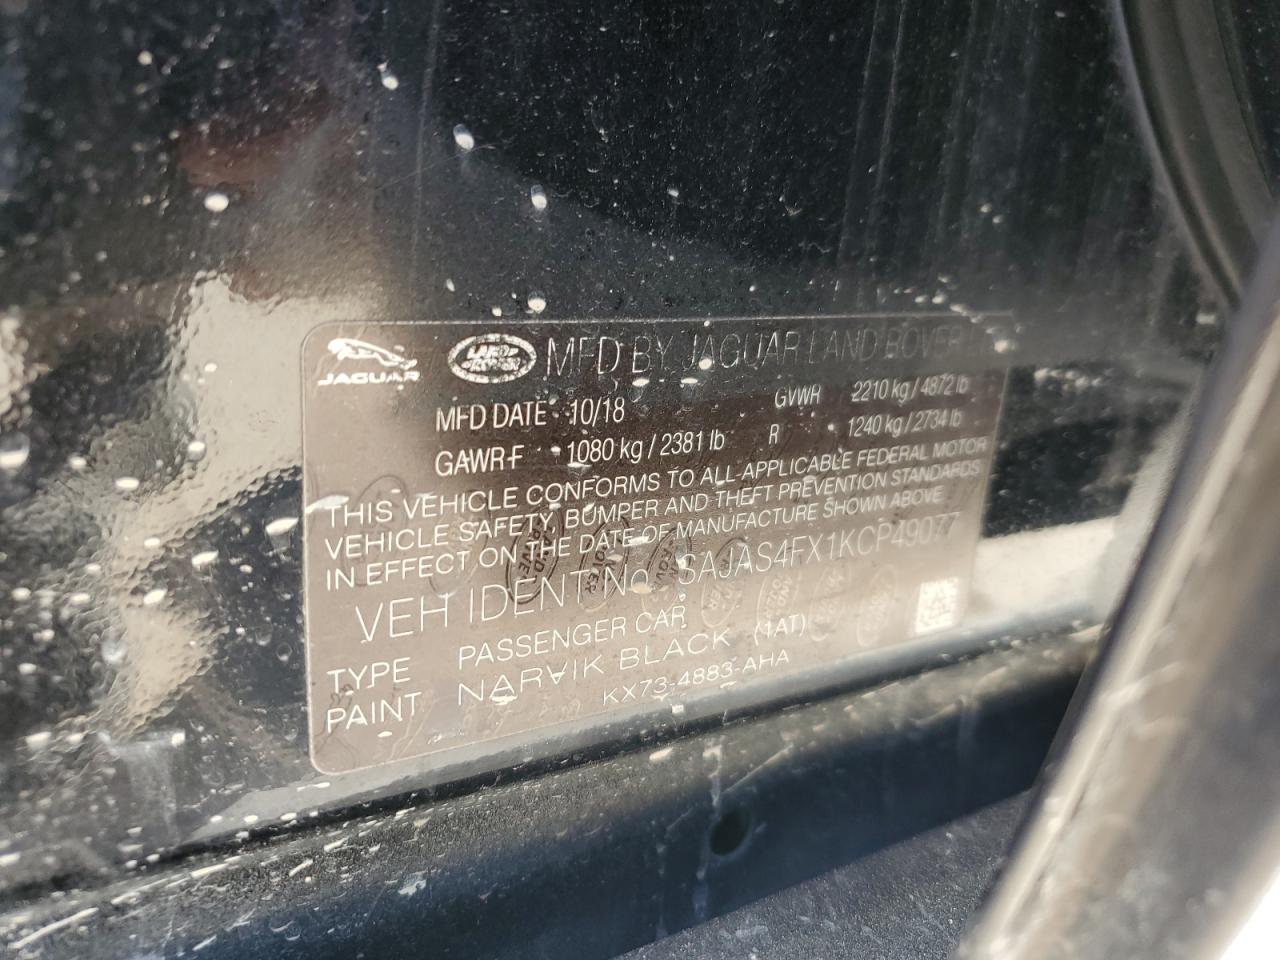 JAGUAR LAND ROVER MFD BY JAGUAR LAND ROVER
MFD DATE 10/18 GVWR 2210 kg / 4872 lb
GAWR-F 1080 kg / 2381 lb R 1240 kg / 2734 lb
THIS VEHICLE CONFORMS TO ALL APPLICABLE FEDERAL MOTOR
VEHICLE SAFETY, BUMPER AND THEFT PREVENTION STANDARDS
IN EFFECT ON THE DATE OF MANUFACTURE SHOWN ABOVE
VEH IDENT No. SAJAS4FX1KCP49077
TYPE PASSENGER CAR
PAINT NARVIK BLACK (1AT)
KX73-4883-AHA